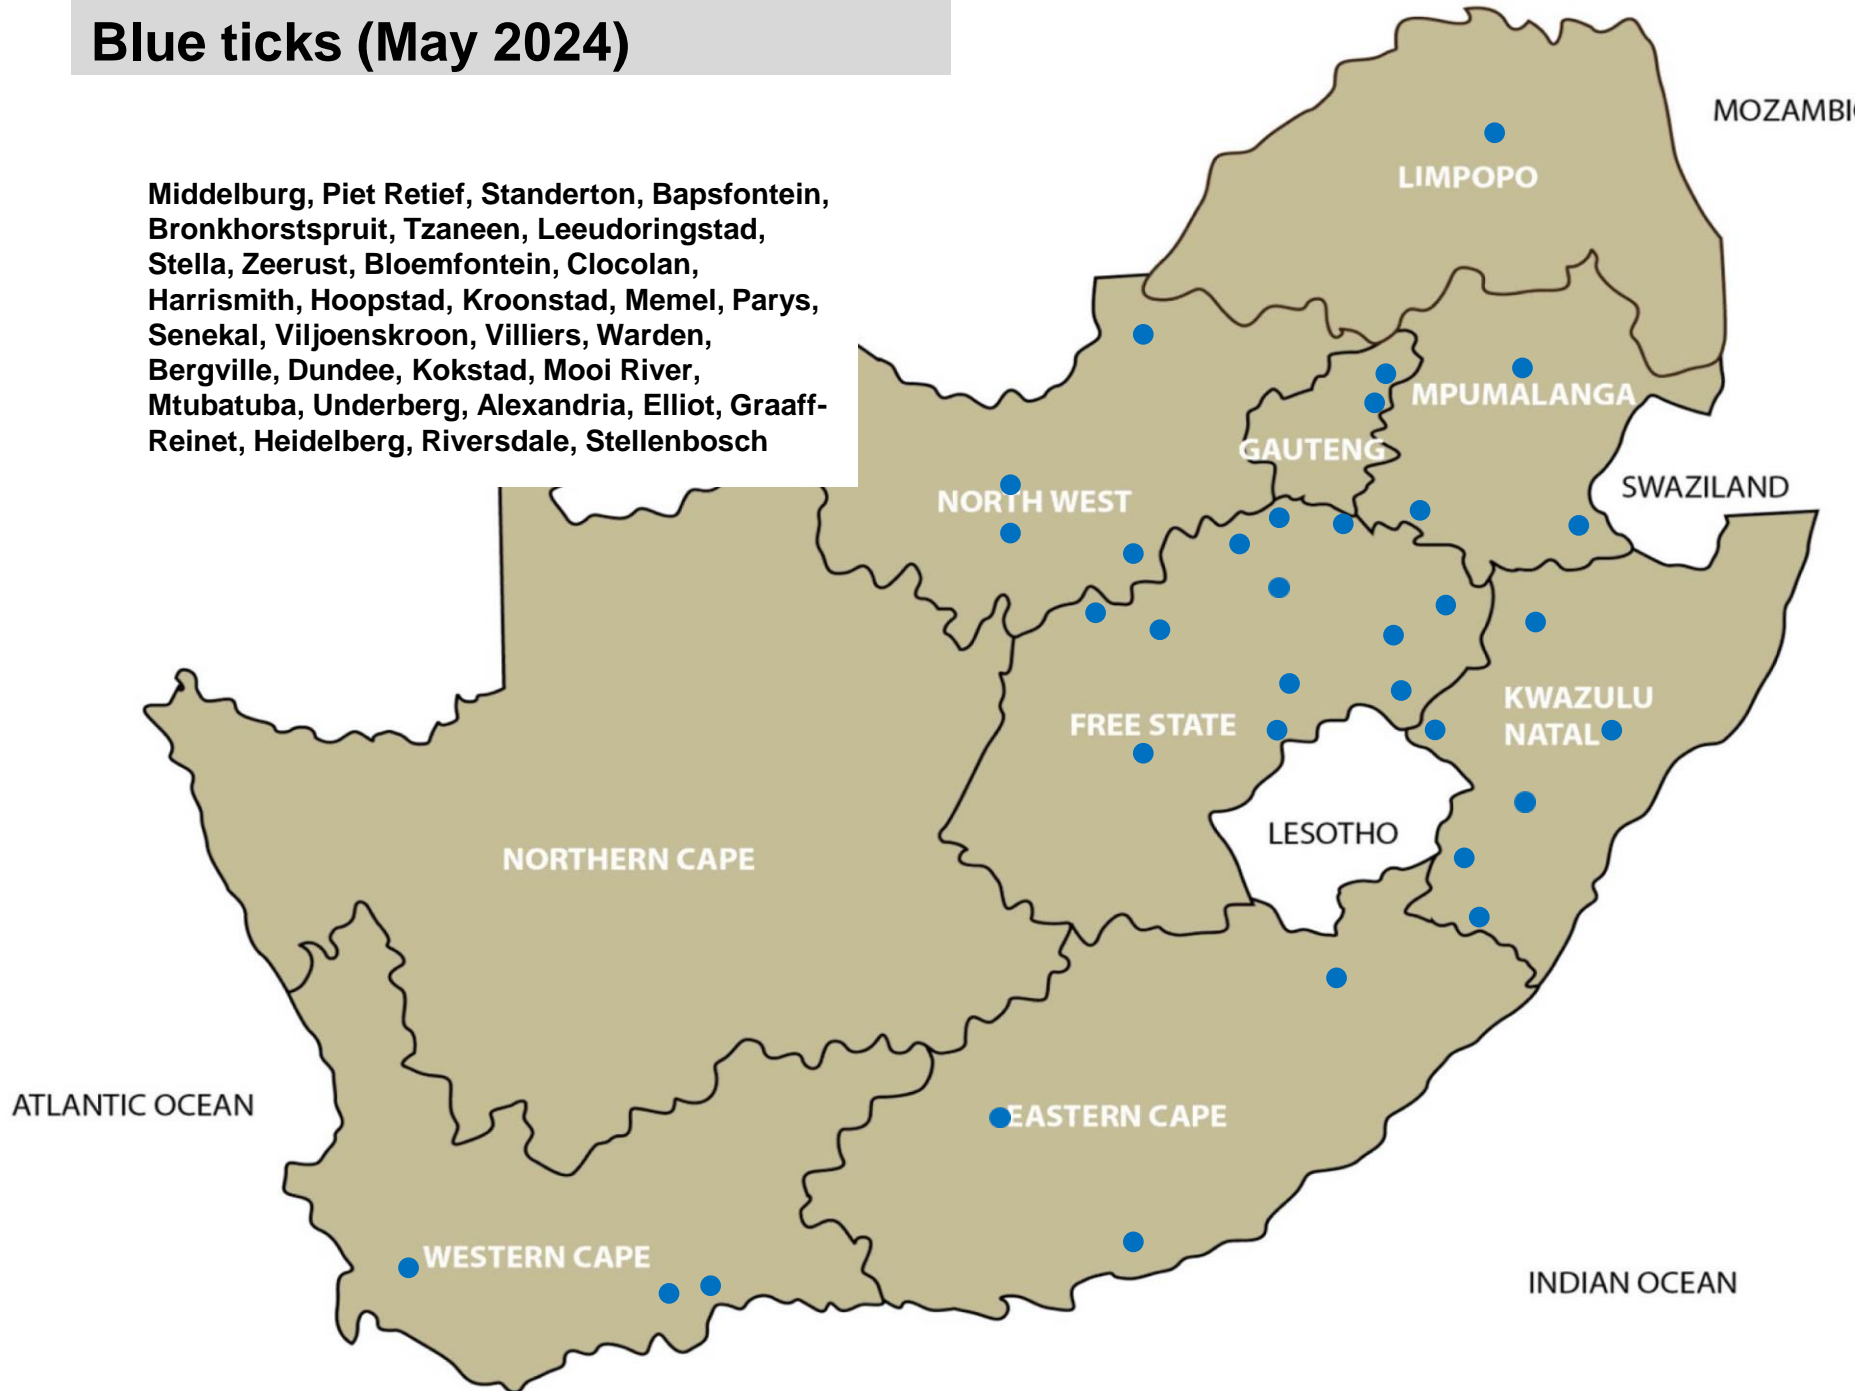 Blue ticks (May 2024)
Middelburg, Piet Retief, Standerton, Bapsfontein,
Bronkhorstspruit, Tzaneen, Leeudoringstad,
Stella, Zeerust, Bloemfontein, Clocolan,
Harrismith, Hoopstad, Kroonstad, Memel, Parys,
Senekal, Viljoenskroon, Villiers, Warden,
Bergville, Dundee, Kokstad, Mooi River,
Mtubatuba, Underberg, Alexandria, Elliot, Graaff-
Reinet, Heidelberg, Riversdale, Stellenbosch
MOZAMBI
LIMPOPO
MPUMALANGA
GAUTENG
SWAZILAND
NORTH WEST
KWAZULU
NATAL
FREE STATE
LESOTHO
NORTHERN CAPE
ATLANTIC OCEAN
EASTERN CAPE
WESTERN CAPE
INDIAN OCEAN